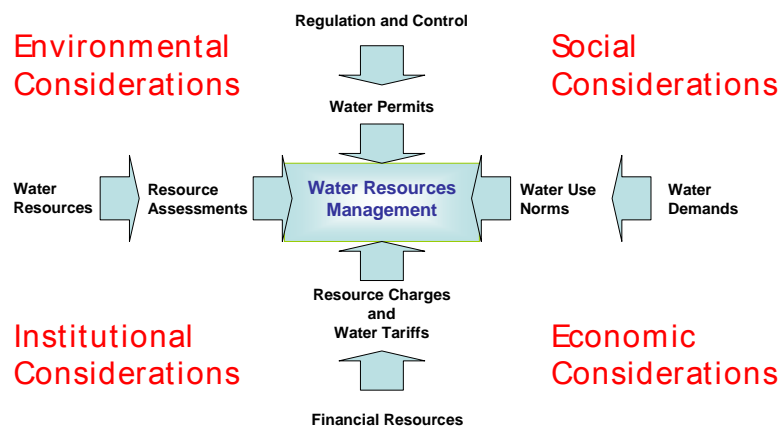 Regulation and Control
Environmental
Considerations
Social
Considerations
Water Permits
Water
Resources
Resource
Assessments
Water Resources
Management
Water Use
Norms
Water
Demands
Resource Charges
and
Water Tariffs
Institutional
Considerations
Economic
Considerations
Financial Resources